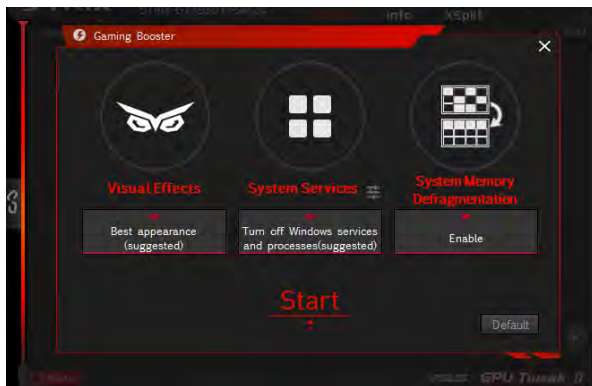 Info
XSplit
Gaming Booster
Visual Effects
System Services
System Memory
Defragmentation
Best appearance
(suggested)
Turn off Windows services
and processes(suggested)
Enable
Start
Default
GPU Tweak II